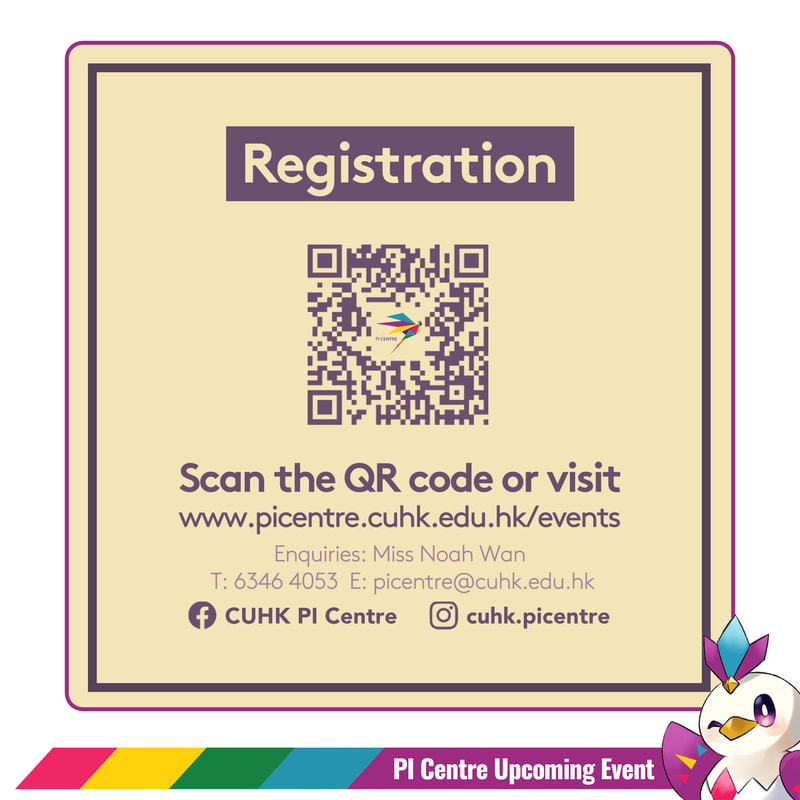 Registration
PI CENTRE
Scan the QR code or visit
www.picentre.cuhk.edu.hk/events
Enquiries: Miss Noah Wan
T: 6346 4053 E: picentre@cuhk.edu.hk
CUHK PI Centre cuhk.picentre
PI Centre Upcoming Event